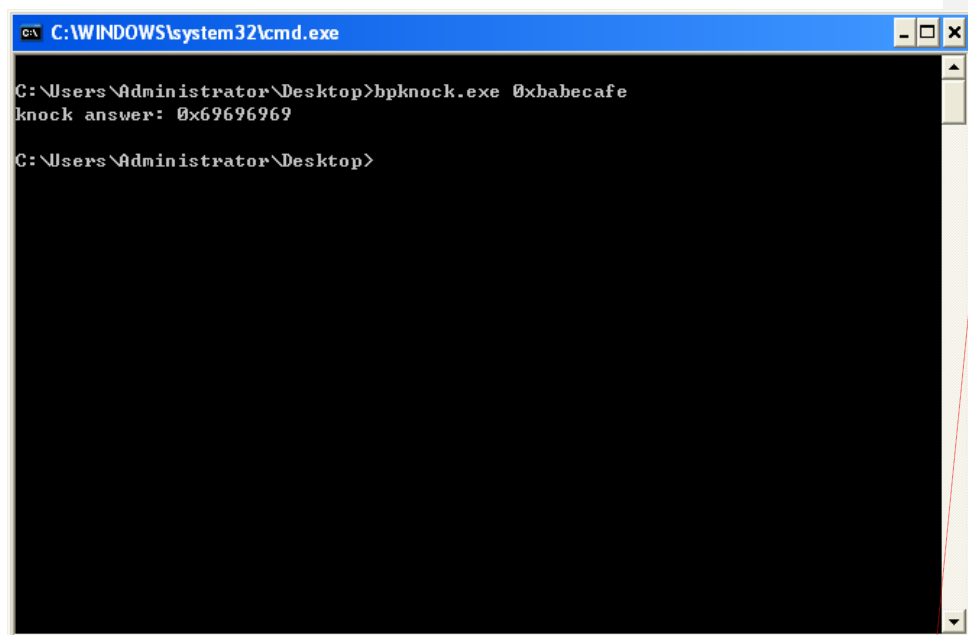 C:\WINDOWS\system32\cmd.exe
C:\Users\Administrator\Desktop>bpknock.exe 0xbabecafe
knock answer: 0x69696969
C:\Users\Administrator\Desktop>